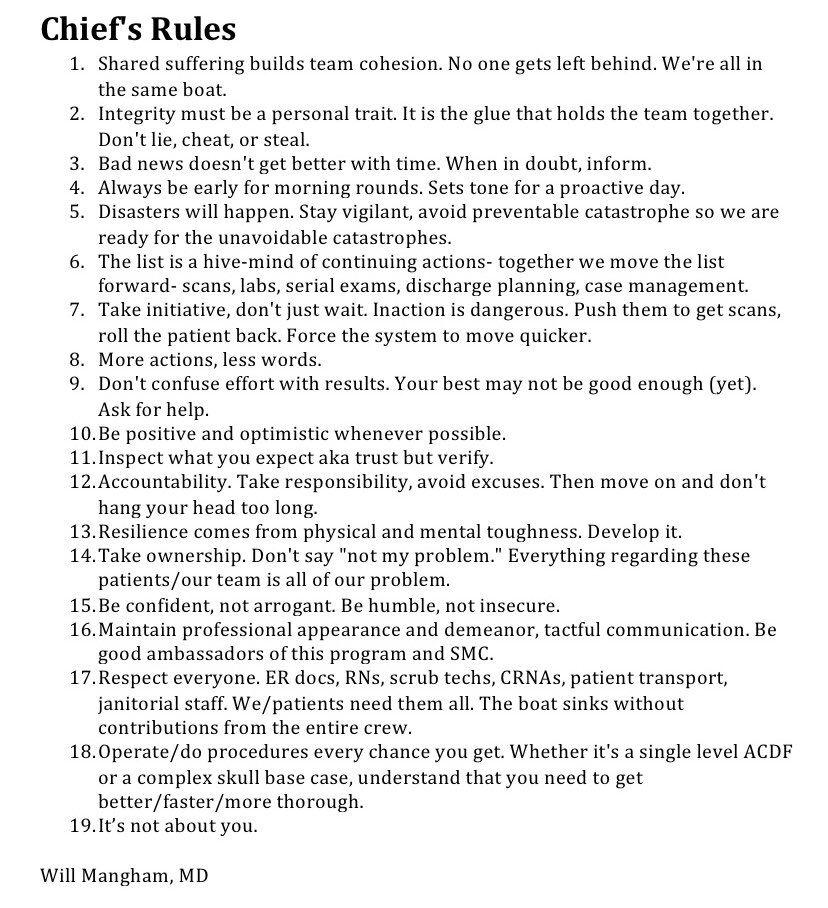 Chief's Rules
1. Shared suffering builds team cohesion. No one gets left behind. We're all in
the same boat.
2. Integrity must be a personal trait. It is the glue that holds the team together.
Don't lie, cheat, or steal.
3. Bad news doesn't get better with time. When in doubt, inform.
4. Always be early for morning rounds. Sets tone for a proactive day.
5. Disasters will happen. Stay vigilant, avoid preventable catastrophe so we are
ready for the unavoidable catastrophes.
6. The list is a hive-mind of continuing actions- together we move the list
forward- scans, labs, serial exams, discharge planning, case management.
7. Take initiative, don't just wait. Inaction is dangerous. Push them to get scans,
roll the patient back. Force the system to move quicker.
8. More actions, less words.
9. Don't confuse effort with results. Your best may not be good enough (yet).
Ask for help.
10. Be positive and optimistic whenever possible.
11. Inspect what you expect aka trust but verify.
12. Accountability. Take responsibility, avoid excuses. Then move on and don't
hang your head too long.
13. Resilience comes from physical and mental toughness. Develop it.
14. Take ownership. Don't say "not my problem." Everything regarding these
patients/our team is all of our problem.
15. Be confident, not arrogant. Be humble, not insecure.
16. Maintain professional appearance and demeanor, tactful communication. Be
good ambassadors of this program and SMC.
17. Respect everyone. ER docs, RNs, scrub techs, CRNAs, patient transport,
janitorial staff. We/patients need them all. The boat sinks without
contributions from the entire crew.
18. Operate/do procedures every chance you get. Whether it's a single level ACDF
or a complex skull base case, understand that you need to get
better/faster/more thorough.
19. It’s not about you.
Will Mangham, MD